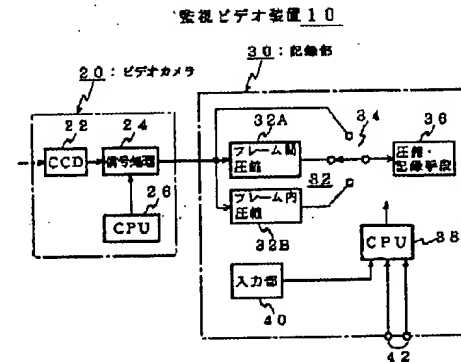 監視ビデオ装置10
30:記録部
20:ビデオカメラ
22
24
32A
34
36
CCD
信号処理
フレーム間
圧縮
圧縮・
記録手段
32
26
フレーム内
圧縮
CPU
32B
38
CPU
入力部
40
42